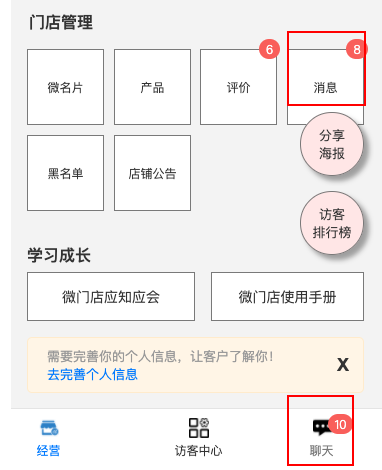 门店管理
6
8
微名片
产品
评价
消息
分享
海报
黑名单
店铺公告
访客
排行榜
学习成长
微门店应知应会
微门店使用手册
需要完善你的个人信息，让客户了解你！
去完善个人信息
X
10
经营
访客中心
聊天